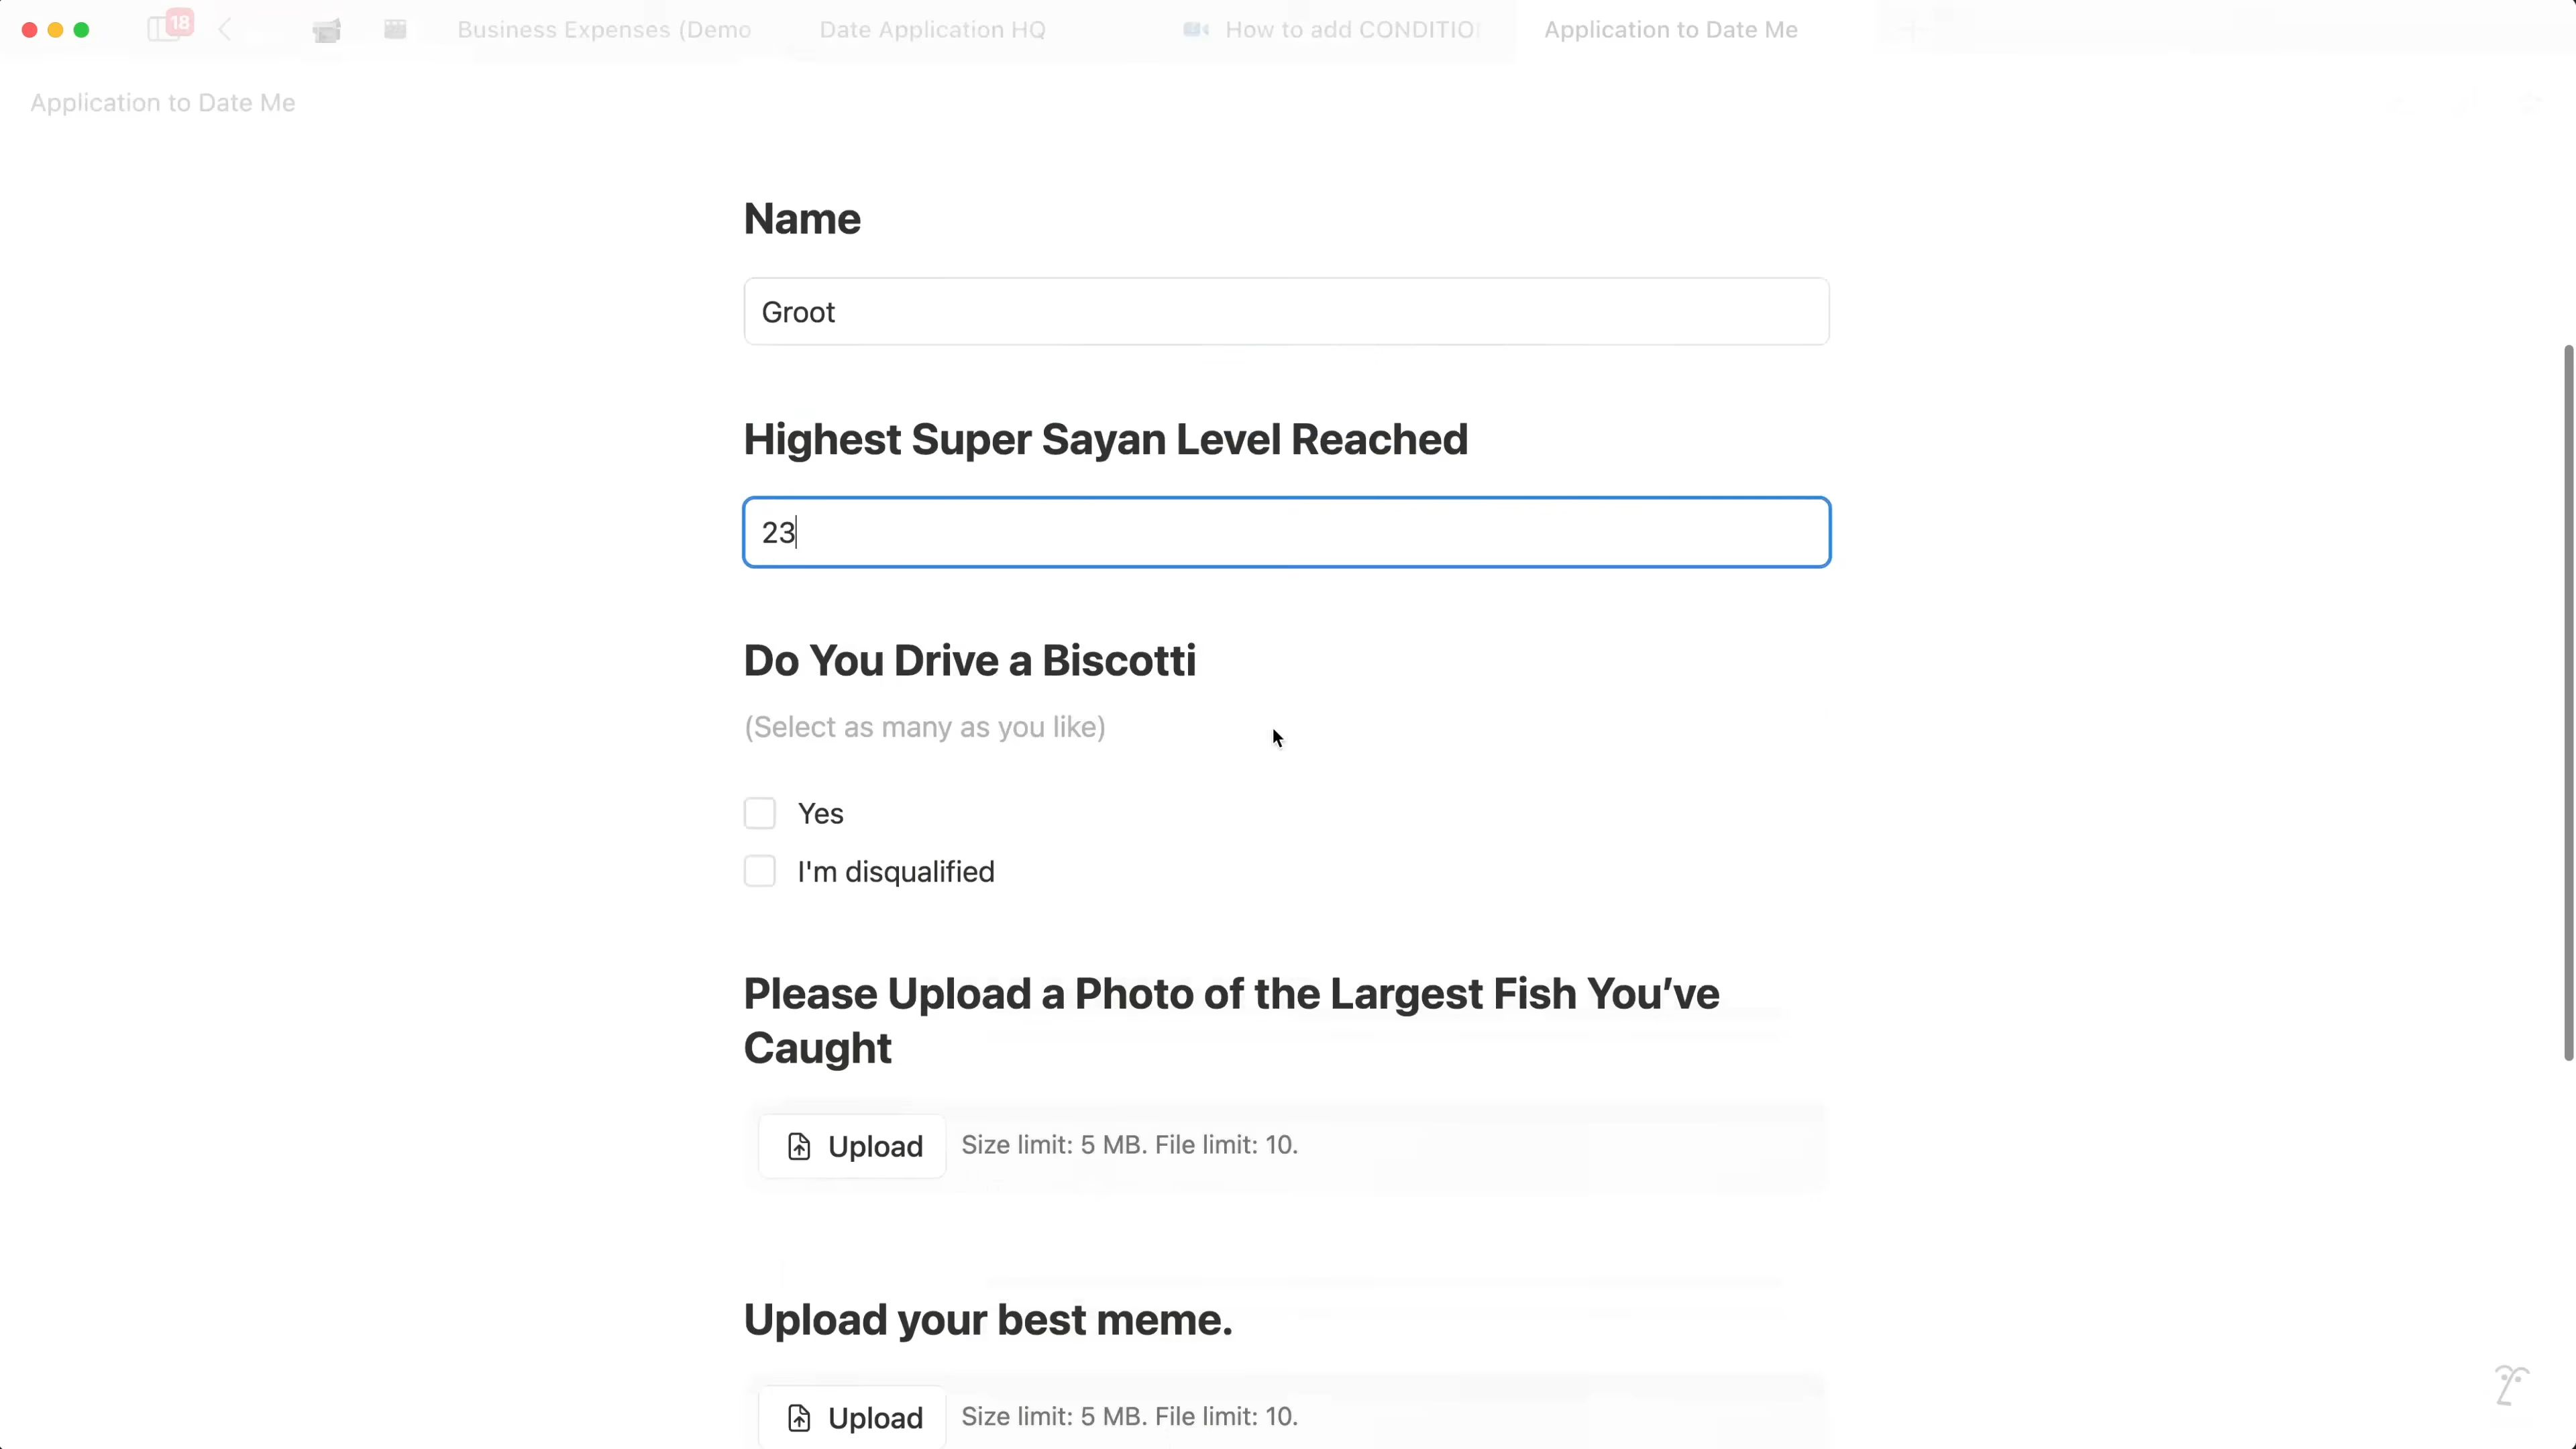 18
Business Expenses (Demo
Date Application HQ
How to add CONDITIO
Application to Date Me
Application to Date Me
Name
Groot
Highest Super Sayan Level Reached
23
Do You Drive a Biscotti
(Select as many as you like)
Yes
I'm disqualified
Please Upload a Photo of the Largest Fish You’ve
Caught
Upload Size limit: 5 MB. File limit: 10.
Upload your best meme.
Upload Size limit: 5 MB. File limit: 10.